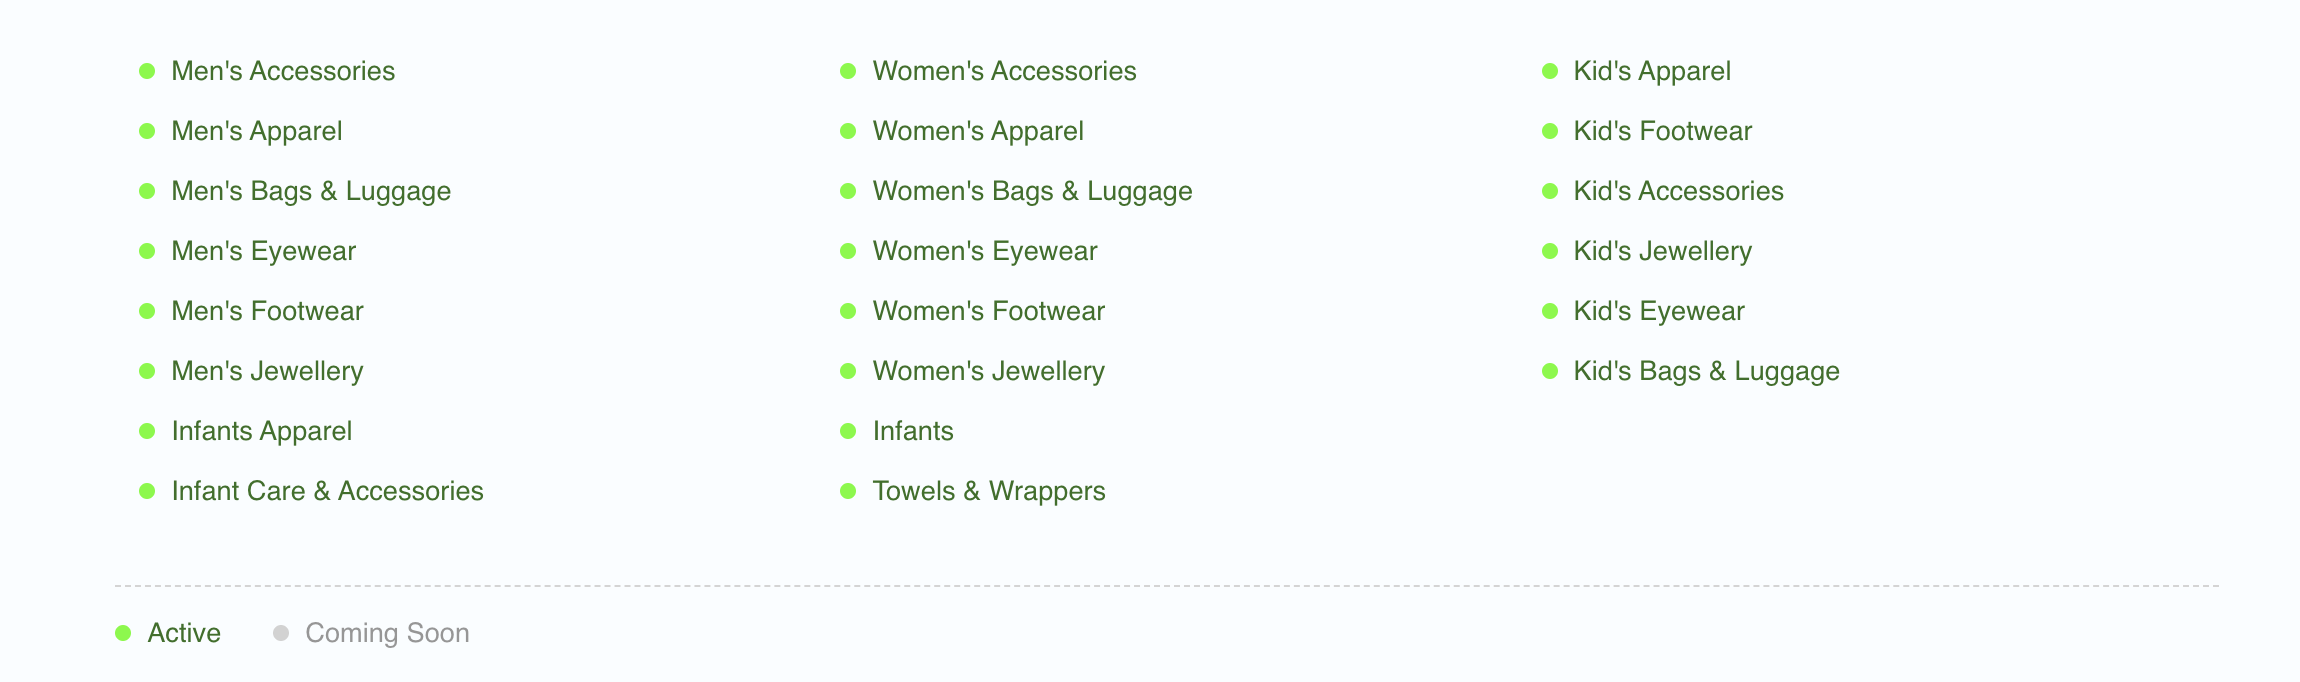 Men's Accessories
Men's Apparel
Men's Bags & Luggage
Men's Eyewear
Men's Footwear
Men's Jewellery
Infants Apparel
Infant Care & Accessories
Women's Accessories
Women's Apparel
Women's Bags & Luggage
Women's Eyewear
Women's Footwear
Women's Jewellery
Infants
Towels & Wrappers
Kid's Apparel
Kid's Footwear
Kid's Accessories
Kid's Jewellery
Kid's Eyewear
Kid's Bags & Luggage
Active
Coming Soon